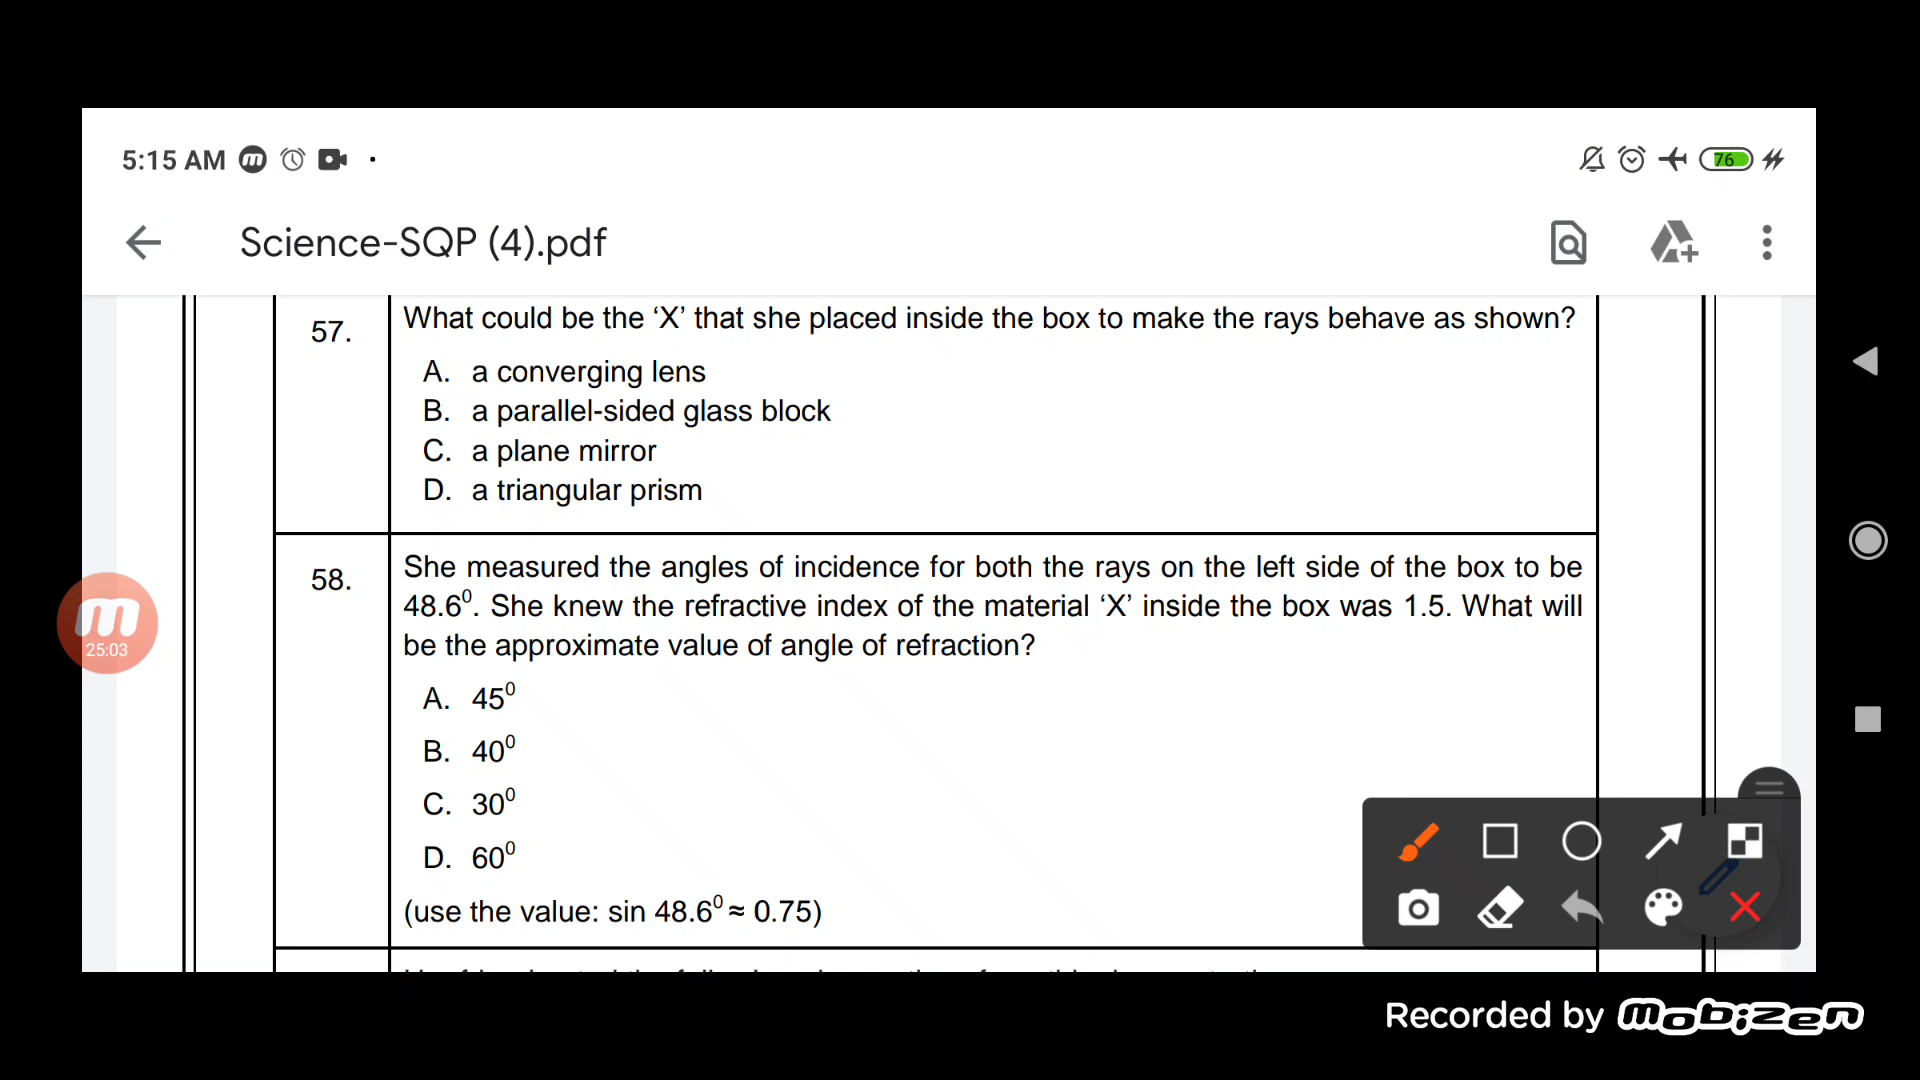 5:15 AM
76
Science-SQP (4).pdf
57.
What could be the ‘X’ that she placed inside the box to make the rays behave as shown?
A. a converging lens
B. a parallel-sided glass block
C. a plane mirror
D. a triangular prism
58.
She measured the angles of incidence for both the rays on the left side of the box to be
48.6⁰. She knew the refractive index of the material ‘X’ inside the box was 1.5. What will
be the approximate value of angle of refraction?
A. 45⁰
B. 40⁰
C. 30⁰
D. 60⁰
(use the value: sin 48.6⁰ ≈ 0.75)
25:03
Recorded by mobizen